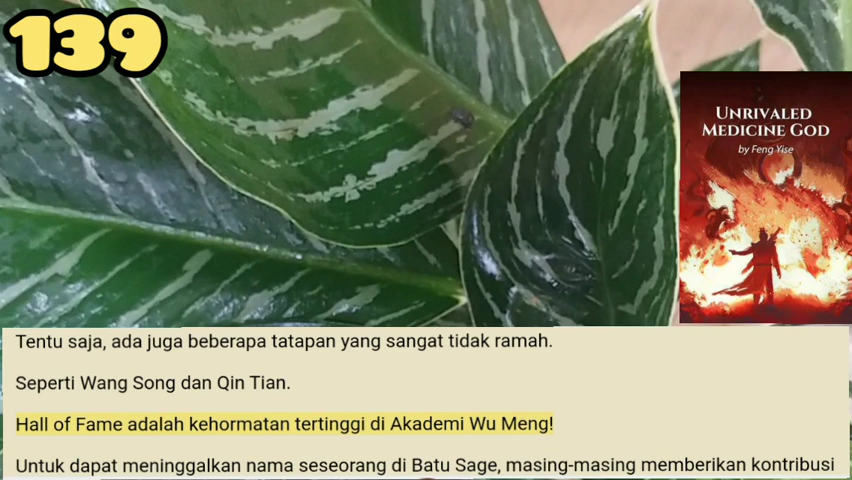 139
UNRIVALED
MEDICINE GOD
by Feng Yise
Tentu saja, ada juga beberapa tatapan yang sangat tidak ramah.
Seperti Wang Song dan Qin Tian.
Hall of Fame adalah kehormatan tertinggi di Akademi Wu Meng!
Untuk dapat meninggalkan nama seseorang di Batu Sage, masing-masing memberikan kontribusi